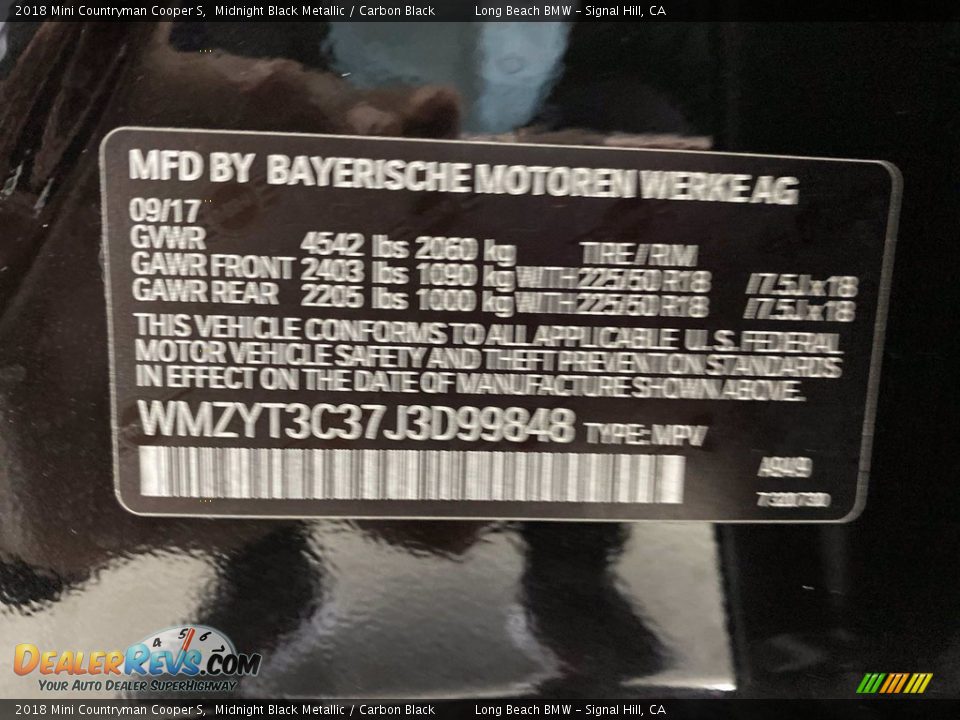 2018 Mini Countryman Cooper S, Midnight Black Metallic / Carbon Black Long Beach BMW - Signal Hill, CA
MFD BY BAYERISCHE MOTOREN WERKE AG
09/17
GVWR 4542 lbs 2060 kg TIRE//RIM
GAWR FRONT 2403 lbs 1090 kg WITH 225/50 R18 //7.5Jx18
GAWR REAR 2205 lbs 1000 kg WITH 225/50 R18 //7.5Jx18
THIS VEHICLE CONFORMS TO ALL APPLICABLE U.S. FEDERAL
MOTOR VEHICLE SAFETY AND THEFT PREVENTION STANDARDS
IN EFFECT ON THE DATE OF MANUFACTURE SHOWN ABOVE.
WMZYT3C37J3D99848 TYPE: MPV
4 5 6
DEALERREVS.COM
YOUR AUTO DEALER SUPERHIGHWAY
2018 Mini Countryman Cooper S, Midnight Black Metallic / Carbon Black Long Beach BMW - Signal Hill, CA